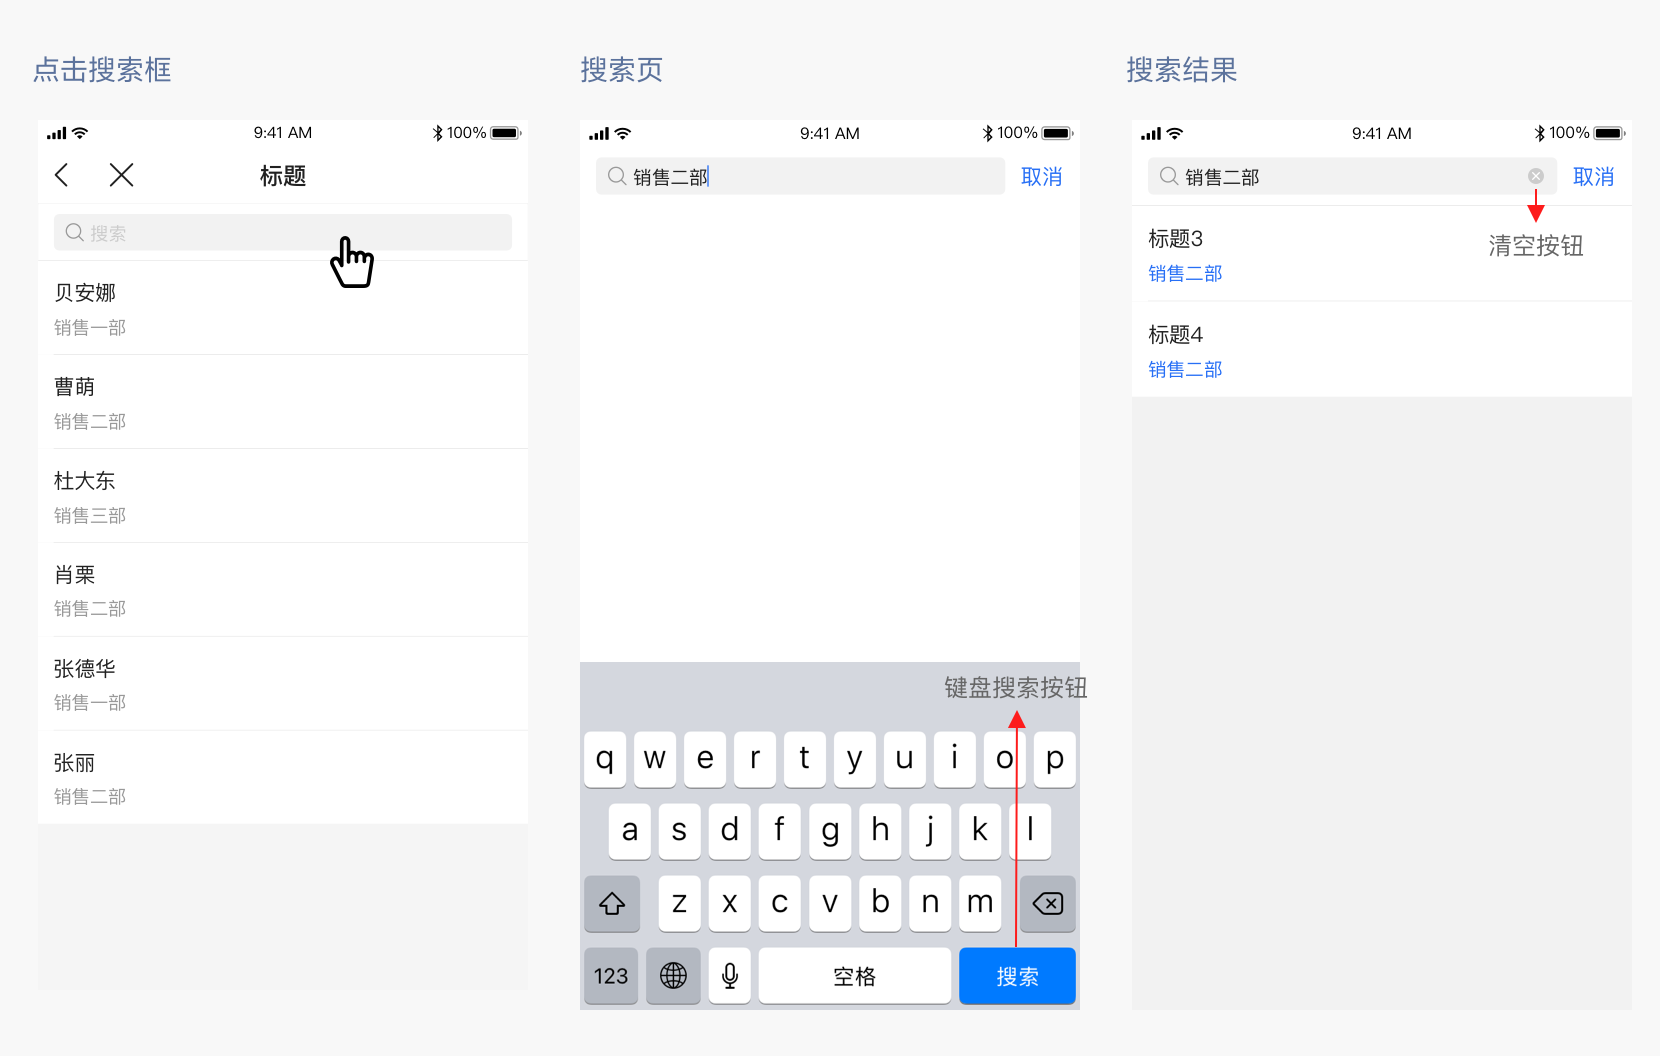 点击搜索框
9:41 AM
100%
标题
搜索
贝安娜
销售一部
曹萌
销售二部
杜大东
销售三部
肖栗
销售二部
张德华
销售一部
张丽
销售二部
搜索页
9:41 AM
100%
销售二部
取消
键盘搜索按钮
q w e r t y u i o p
a s d f g h j k l
z x c v b n m
123
空格
搜索
搜索结果
9:41 AM
100%
销售二部
取消
清空按钮
标题3
销售二部
标题4
销售二部